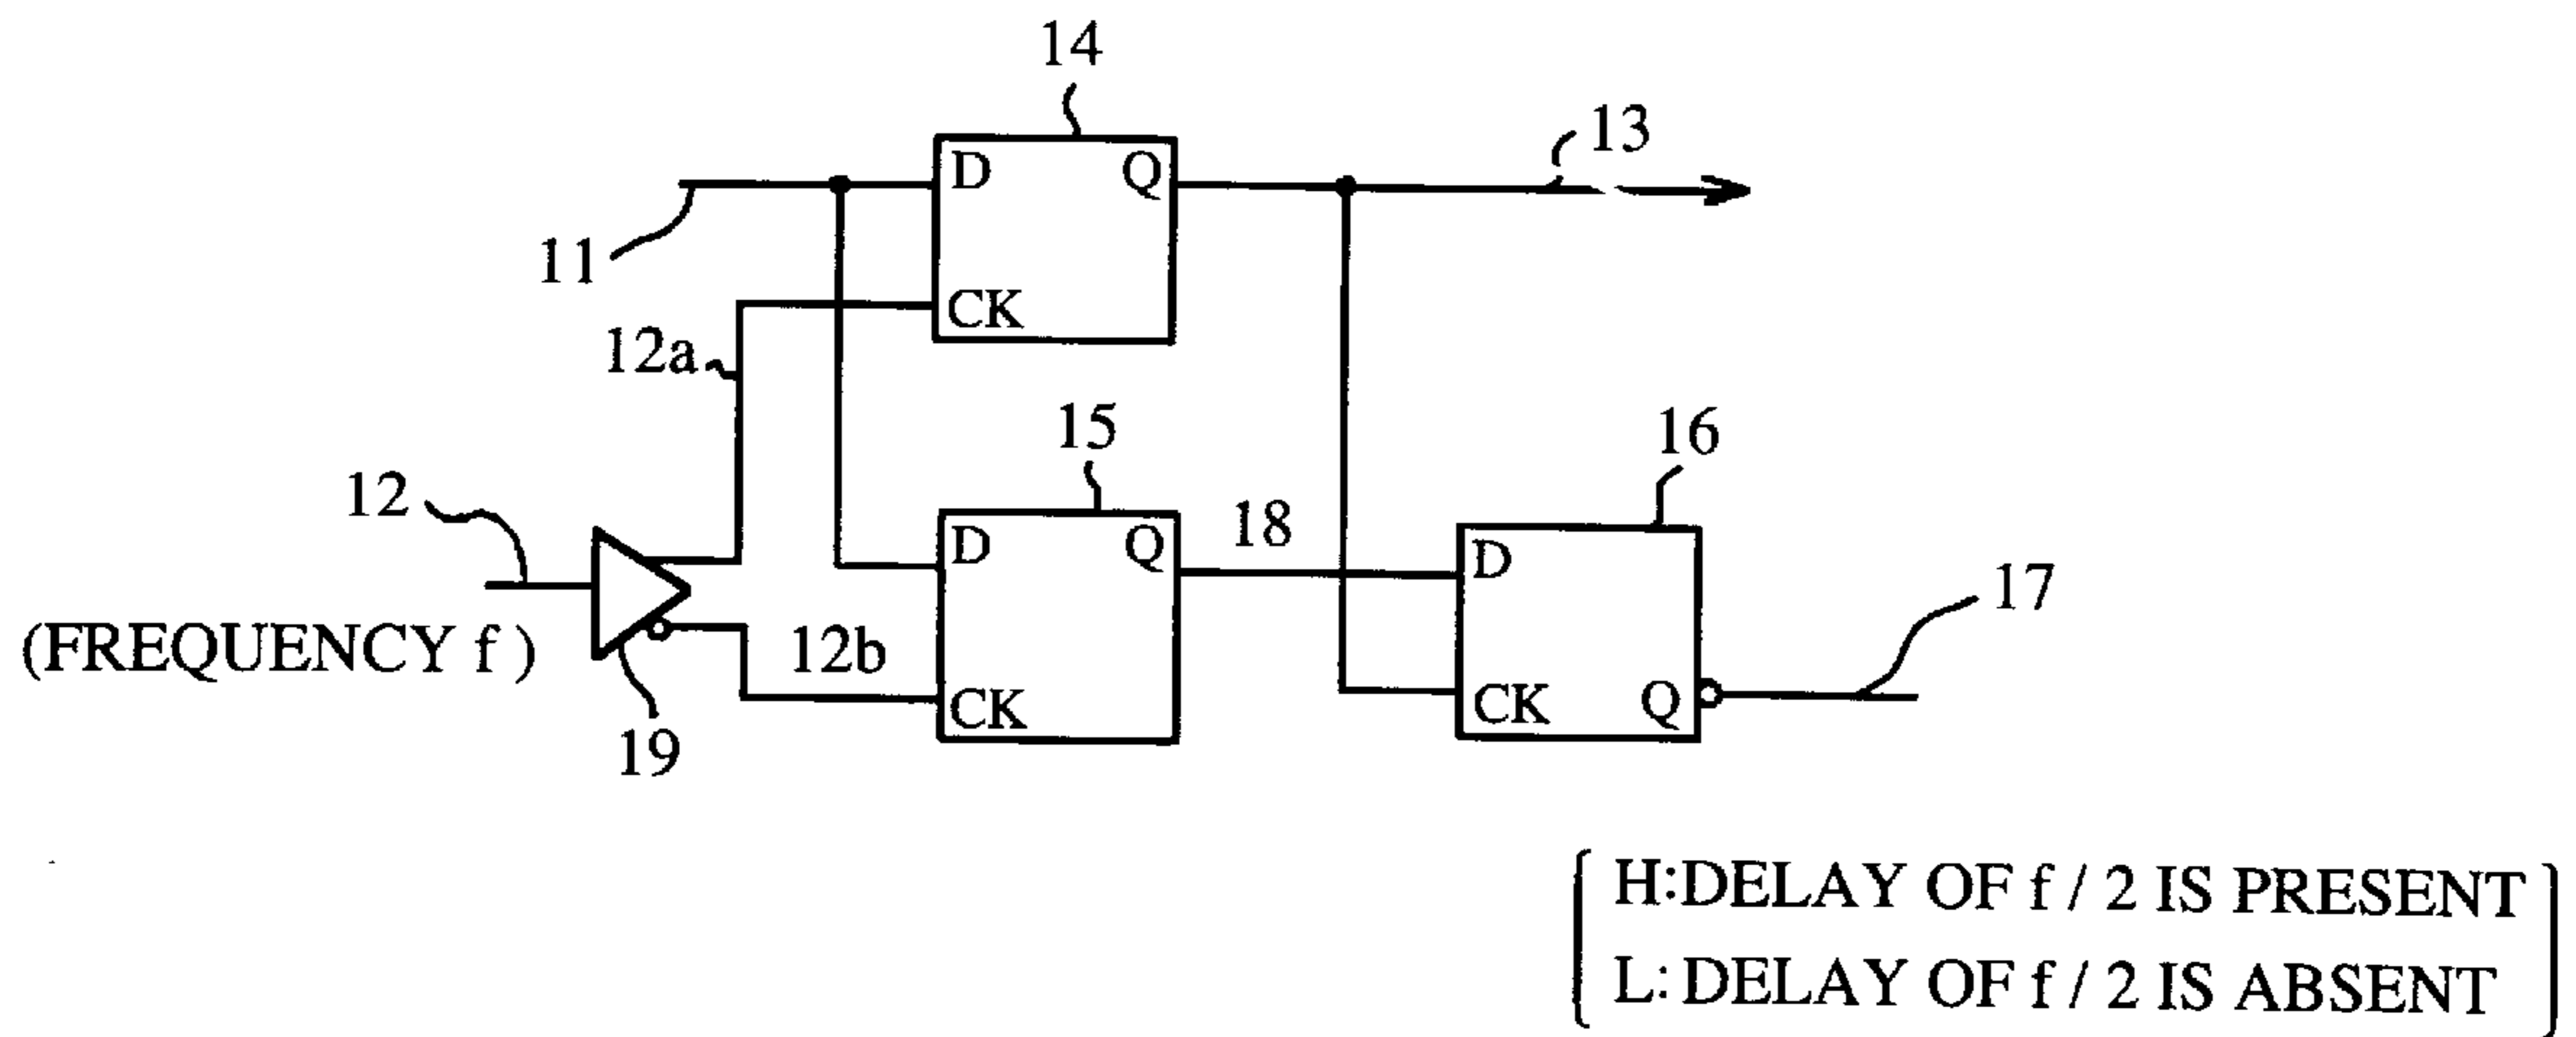 14
13
D Q
11
CK
12a
15
16
12
18
D Q
D
17
(FREQUENCY f )
12b
CK
CK Q
19
H:DELAY OF f / 2 IS PRESENT
L: DELAY OF f / 2 IS ABSENT